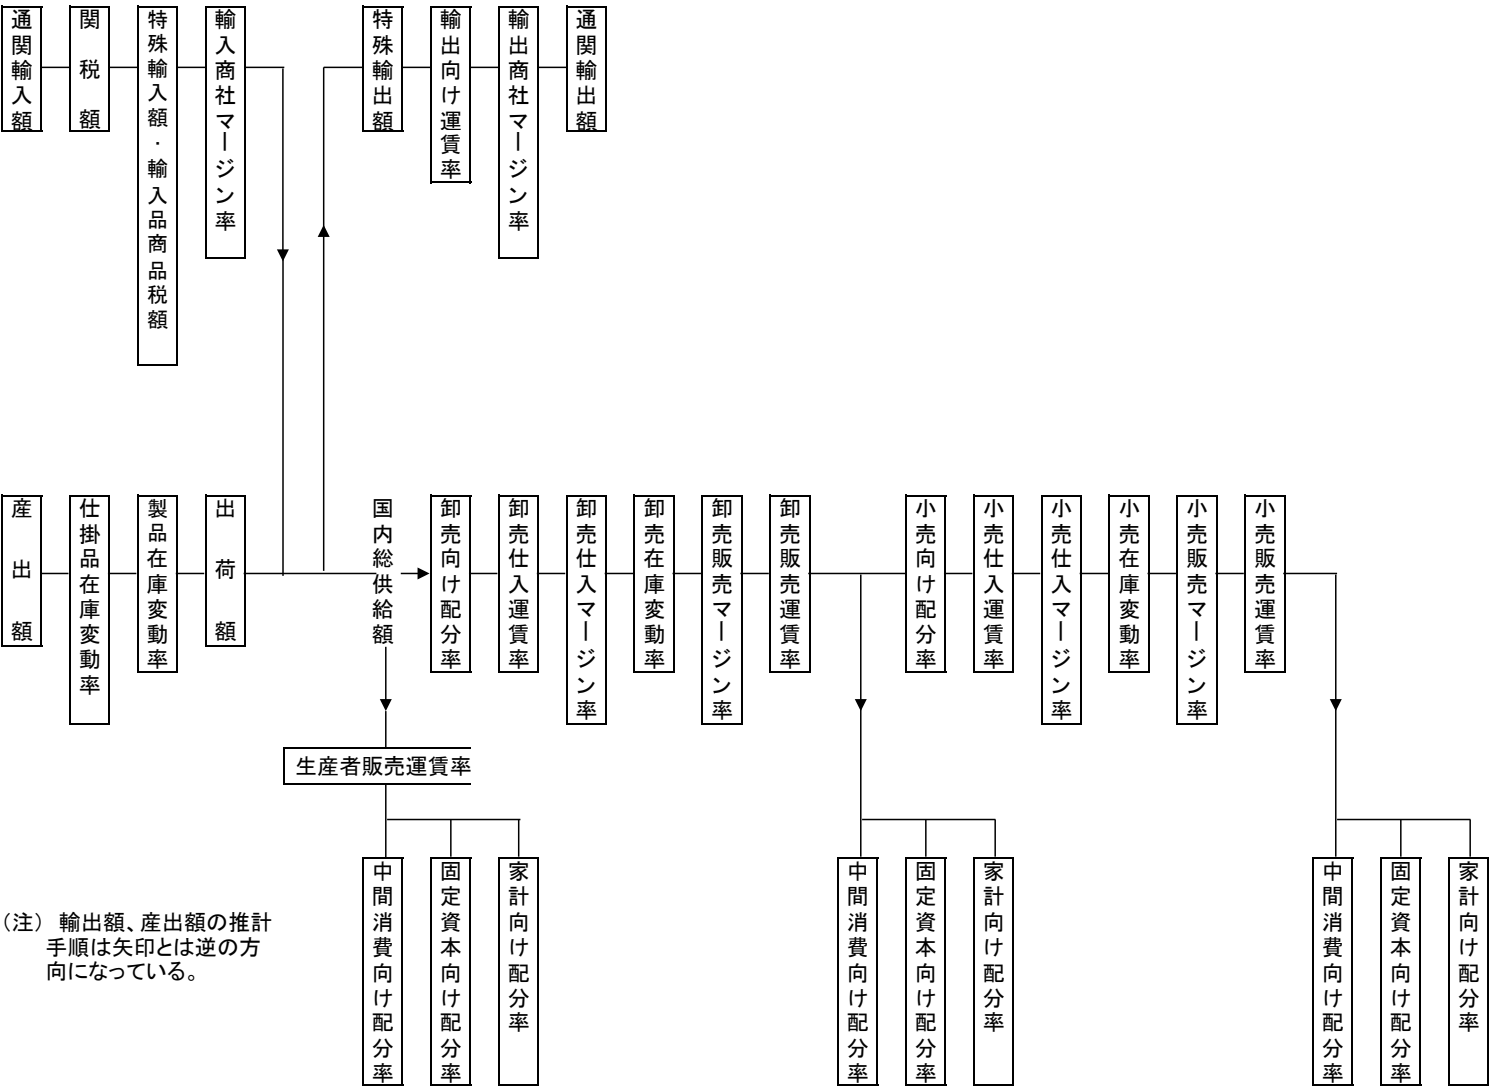 通関輸入額
関税額
特殊輸入額・輸入品商品税額
輸入商社マージン率
特殊輸出額
輸出向け運賃率
輸出商社マージン率
通関輸出額
産出額
仕掛品在庫変動率
製品在庫変動率
出荷額
国内総供給額
卸売向け配分率
卸売仕入運賃率
卸売仕入マージン率
卸売在庫変動率
卸売販売マージン率
卸売販売運賃率
小売向け配分率
小売仕入運賃率
小売仕入マージン率
小売在庫変動率
小売販売マージン率
小売販売運賃率
生産者販売運賃率
中間消費向け配分率
固定資本向け配分率
家計向け配分率
中間消費向け配分率
固定資本向け配分率
家計向け配分率
中間消費向け配分率
固定資本向け配分率
家計向け配分率
（注） 輸出額、産出額の推計
手順は矢印とは逆の方
向になっている。